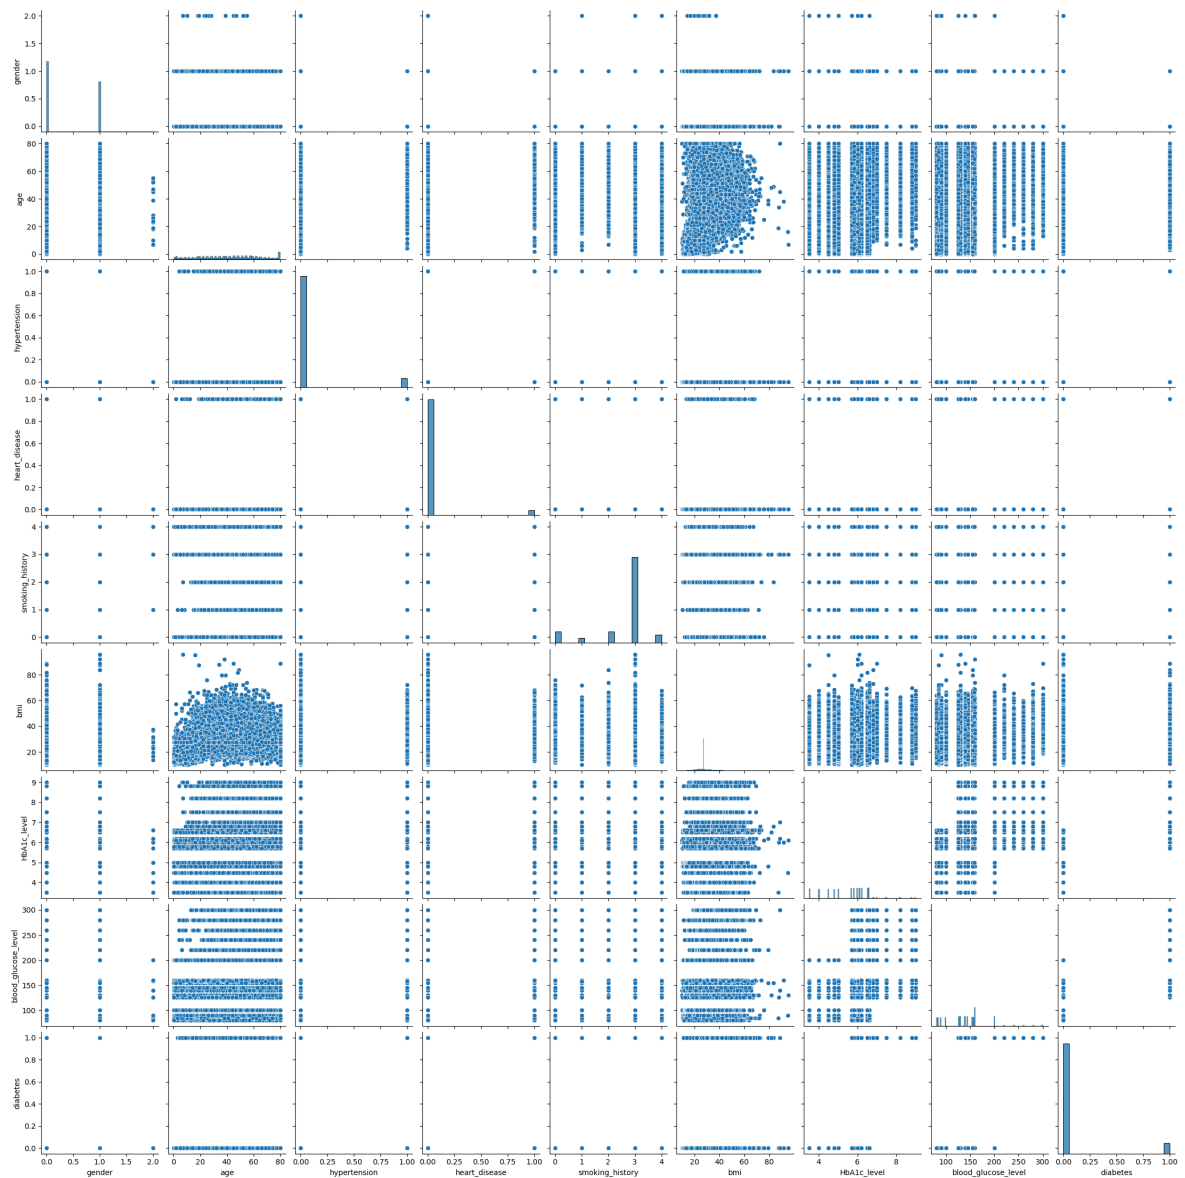 2.0
1.5
1.0
0.5
0.0
gender
80
60
40
20
0
age
1.0
0.8
0.6
0.4
0.2
0.0
hypertension
1.0
0.8
0.6
0.4
0.2
0.0
heart_disease
4
3
2
1
0
smoking_history
80
60
40
20
bmi
9
8
7
6
5
4
HbA1c_level
300
250
200
150
100
blood_glucose_level
1.0
0.8
0.6
0.4
0.2
0.0
diabetes
0.0 0.5 1.0 1.5 2.0
gender
0 20 40 60 80
age
0.00 0.25 0.50 0.75 1.00
hypertension
0.00 0.25 0.50 0.75 1.00
heart_disease
0 1 2 3 4
smoking_history
20 40 60 80
bmi
4 6 8
HbA1c_level
100 150 200 250 300
blood_glucose_level
0.00 0.25 0.50 0.75 1.00
diabetes